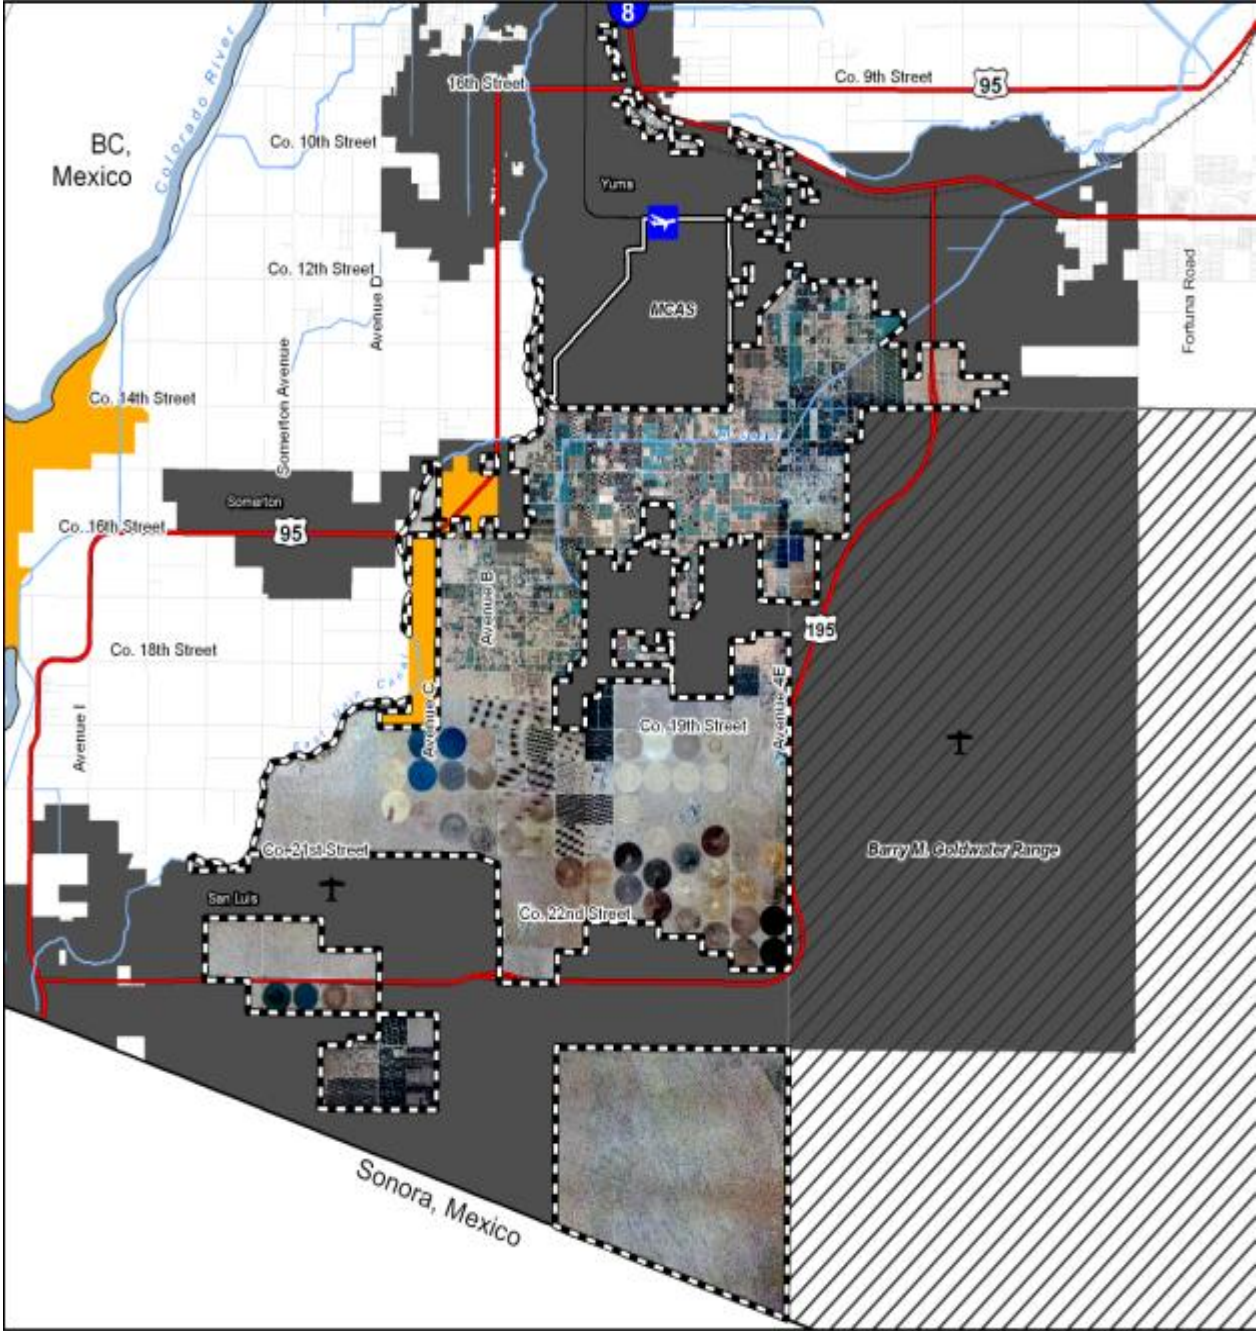 8
16th Street
Co. 9th Street
95
Colorado River
BC,
Mexico
Co. 10th Street
Yuma
Co. 12th Street
Avenue D
MCAS
Fortuna Road
Co. 14th Street
Somerton Avenue
Somerton
Co. 16th Street
95
Avenue B
195
Co. 18th Street
Avenue I
Avenue C
Co. 19th Street
Avenue 4E
Co. 21st Street
Barry M. Goldwater Range
San Luis
Co. 22nd Street
Sonora, Mexico